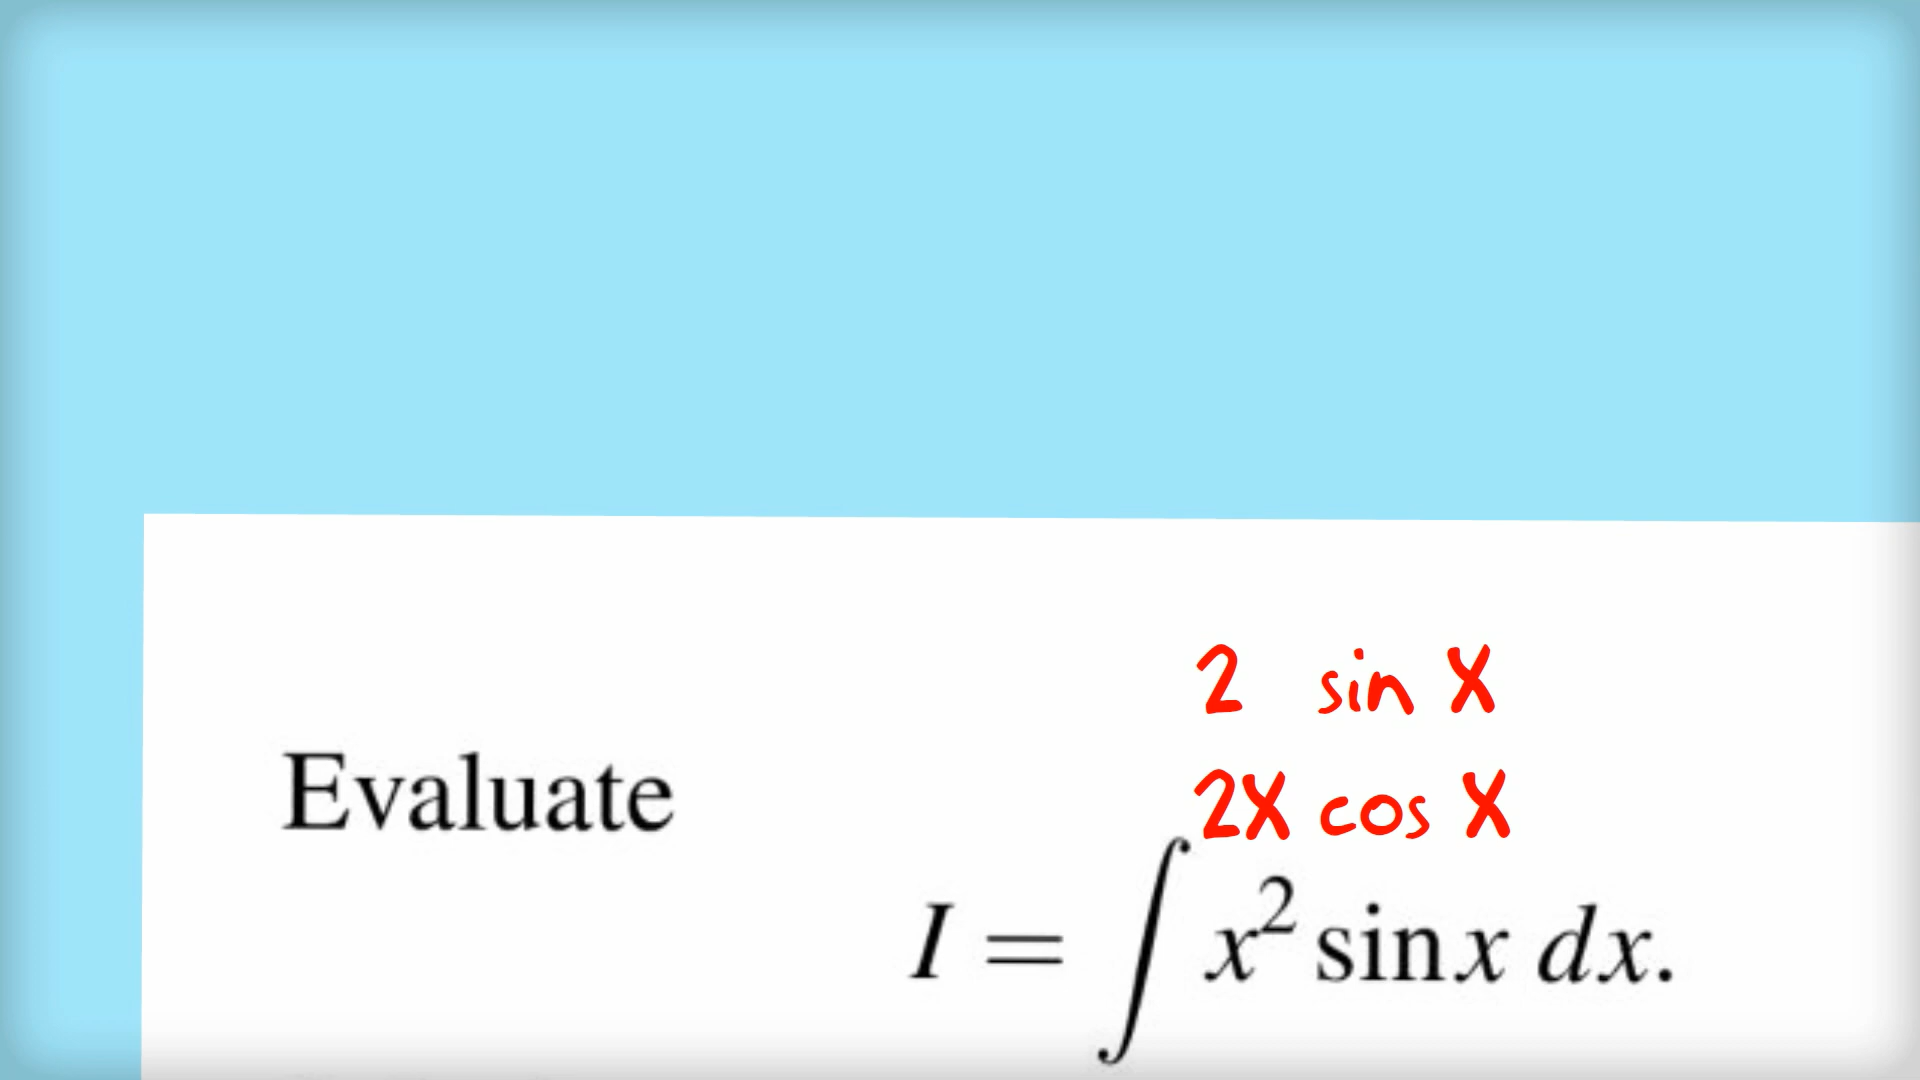 2 sin X
2X cos X
Evaluate
I = ∫ x² sin x dx.